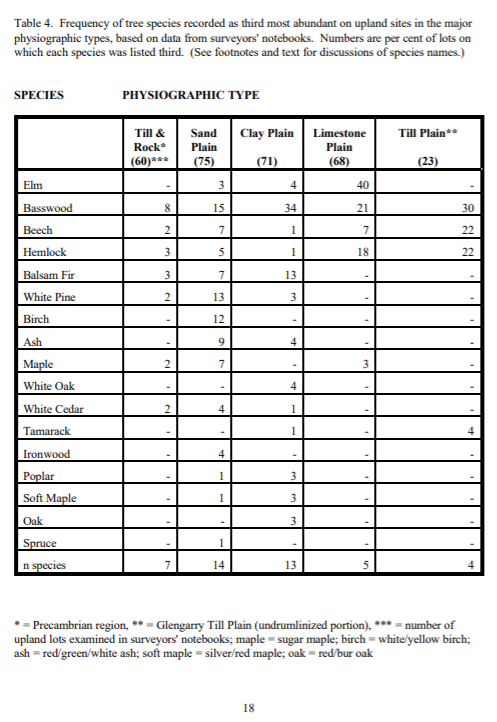 Table 4.  Frequency of tree species recorded as third most abundant on upland sites in the major
physiographic types, based on data from surveyors' notebooks.  Numbers are per cent of lots on
which each species was listed third.  (See footnotes and text for discussions of species names.)
SPECIES PHYSIOGRAPHIC TYPE
Till & Rock* (60)*** Sand Plain (75) Clay Plain (71) Limestone Plain (68) Till Plain** (23)
Elm - 3 4 40 -
Basswood 8 15 34 21 30
Beech 2 7 1 7 22
Hemlock 3 5 1 18 22
Balsam Fir 3 7 13 - -
White Pine 2 13 3 - -
Birch - 12 - - -
Ash - 9 4 - -
Maple 2 7 - 3 -
White Oak - - 4 - -
White Cedar 2 4 1 - -
Tamarack - - 1 - 4
Ironwood - 4 - - -
Poplar - 1 3 - -
Soft Maple - 1 3 - -
Oak - - 3 - -
Spruce - 1 - - -
n species 7 14 13 5 4
* = Precambrian region, ** = Glengarry Till Plain (undrumlinized portion), *** = number of
upland lots examined in surveyors' notebooks; maple = sugar maple; birch = white/yellow birch;
ash = red/green/white ash; soft maple = silver/red maple; oak = red/bur oak
18